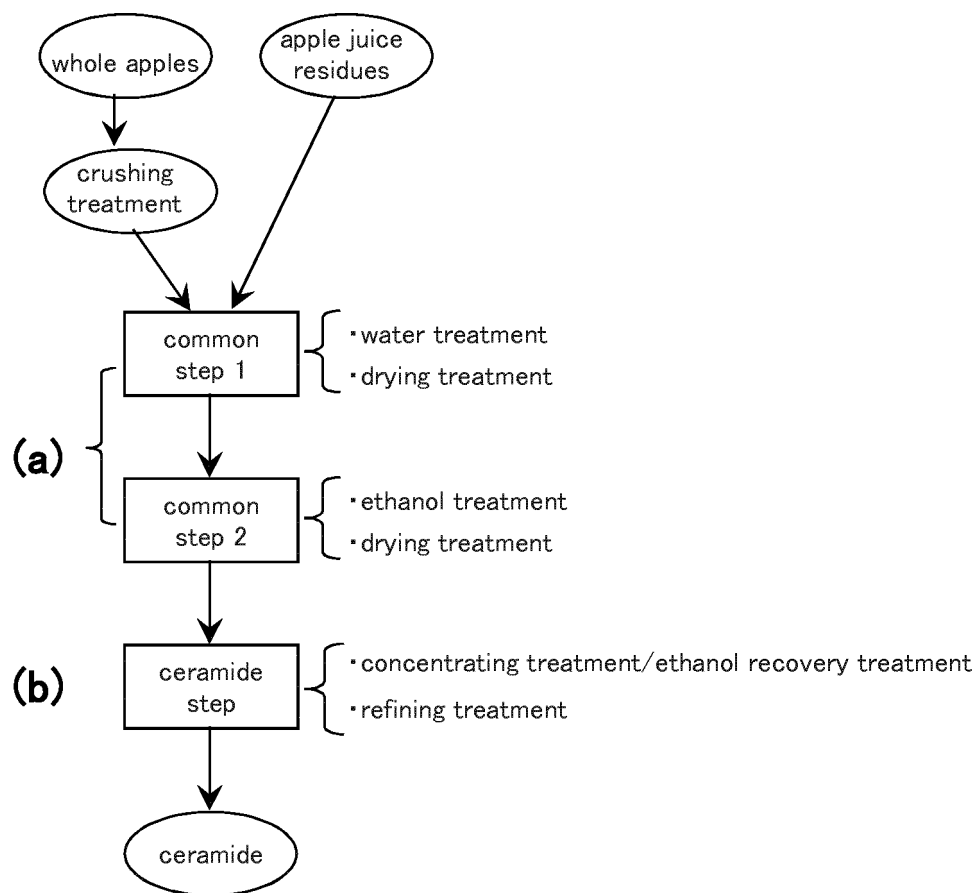 whole apples
apple juice
residues
crushing
treatment
common
step 1
・water treatment
・drying treatment
(a)
common
step 2
・ethanol treatment
・drying treatment
(b)
ceramide
step
・concentrating treatment/ethanol recovery treatment
・refining treatment
ceramide